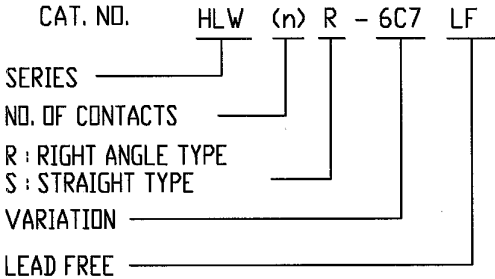 CAT. NO. HLW (n) R - 6C7 LF
SERIES
NO. OF CONTACTS
R : RIGHT ANGLE TYPE
S : STRAIGHT TYPE
VARIATION
LEAD FREE